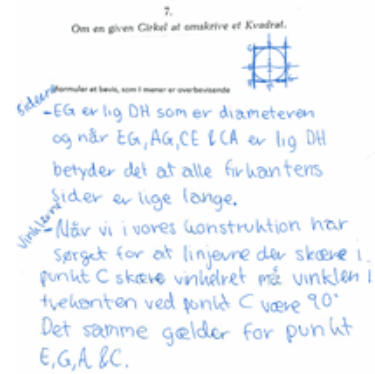 7.
Om en given Cirkel at omskrive et Kvadrat.
Formuler et bevis, som I mener er overbevisende
Siderne
- EG er lig DH som er diameteren
og når EG, AG, CE & CA er lig DH
betyder det at alle firkantens
Sider er lige lange.
Vinklerne
- Når vi i vores konstruktion har
sørget for at linjerne der skære i
punkt C skære vinkelret må vinklen i
ved punkt C være 90°
Det samme gælder for punkt
E, G, A & C.